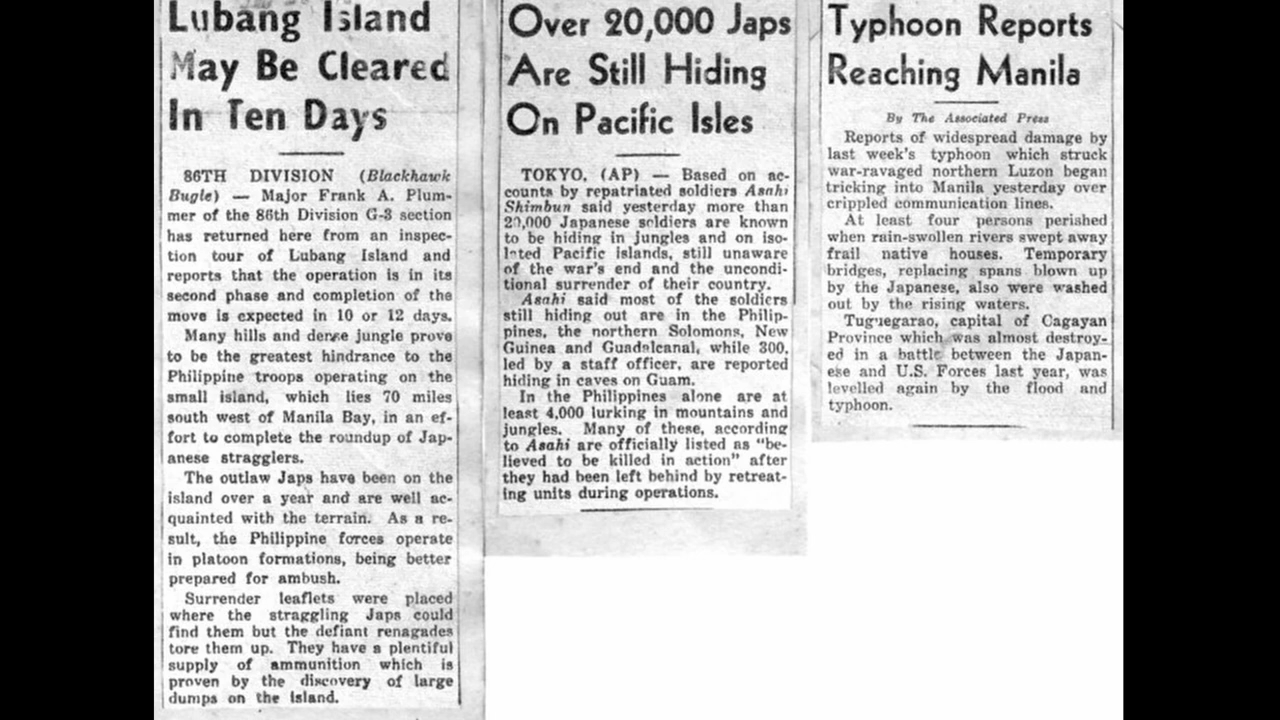 Lubang Island
May Be Cleared
In Ten Days
86TH DIVISION (Blackhawk
Bugle) — Major Frank A. Plum-
mer of the 86th Division G-3 section
has returned here from an inspec-
tion tour of Lubang Island and
reports that the operation is in its
second phase and completion of the
move is expected in 10 or 12 days.
Many hills and dense jungle prove
to be the greatest hindrance to the
Philippine troops operating on the
small island, which lies 70 miles
south west of Manila Bay, in an ef-
fort to complete the roundup of Jap-
anese stragglers.
The outlaw Japs have been on the
island over a year and are well ac-
quainted with the terrain. As a re-
sult, the Philippine forces operate
in platoon formations, being better
prepared for ambush.
Surrender leaflets were placed
where the straggling Japs could
find them but the defiant renagades
tore them up. They have a plentiful
supply of ammunition which is
proven by the discovery of large
dumps on the island.
Over 20,000 Japs
Are Still Hiding
On Pacific Isles
TOKYO, (AP) — Based on ac-
counts by repatriated soldiers Asahi
Shimbun said yesterday more than
20,000 Japanese soldiers are known
to be hiding in jungles and on iso-
lated Pacific islands, still unaware
of the war's end and the uncondi-
tional surrender of their country.
Asahi said most of the soldiers
still hiding out are in the Philip-
pines, the northern Solomons, New
Guinea and Guadalcanal, while 300,
led by a staff officer, are reported
hiding in caves on Guam.
In the Philippines alone are at
least 4,000 lurking in mountains and
jungles. Many of these, according
to Asahi are officially listed as "be-
lieved to be killed in action" after
they had been left behind by retreat-
ing units during operations.
Typhoon Reports
Reaching Manila
By The Associated Press
Reports of widespread damage by
last week's typhoon which struck
war-ravaged northern Luzon began
tricking into Manila yesterday over
crippled communication lines.
At least four persons perished
when rain-swollen rivers swept away
frail native houses. Temporary
bridges, replacing spans blown up
by the Japanese, also were washed
out by the rising waters.
Tuguegarao, capital of Cagayan
Province which was almost destroy-
ed in a battle between the Japan-
ese and U.S. Forces last year, was
levelled again by the flood and
typhoon.